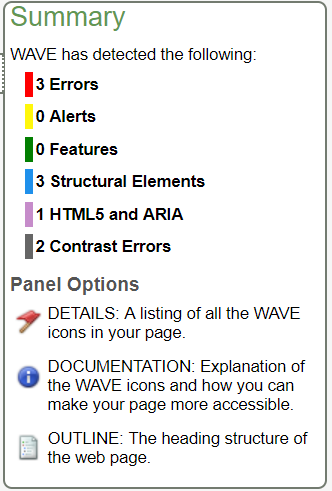 Summary
WAVE has detected the following:
3 Errors
0 Alerts
0 Features
3 Structural Elements
1 HTML5 and ARIA
2 Contrast Errors
Panel Options
DETAILS: A listing of all the WAVE
icons in your page.
DOCUMENTATION: Explanation of
the WAVE icons and how you can
make your page more accessible.
OUTLINE: The heading structure of
the web page.